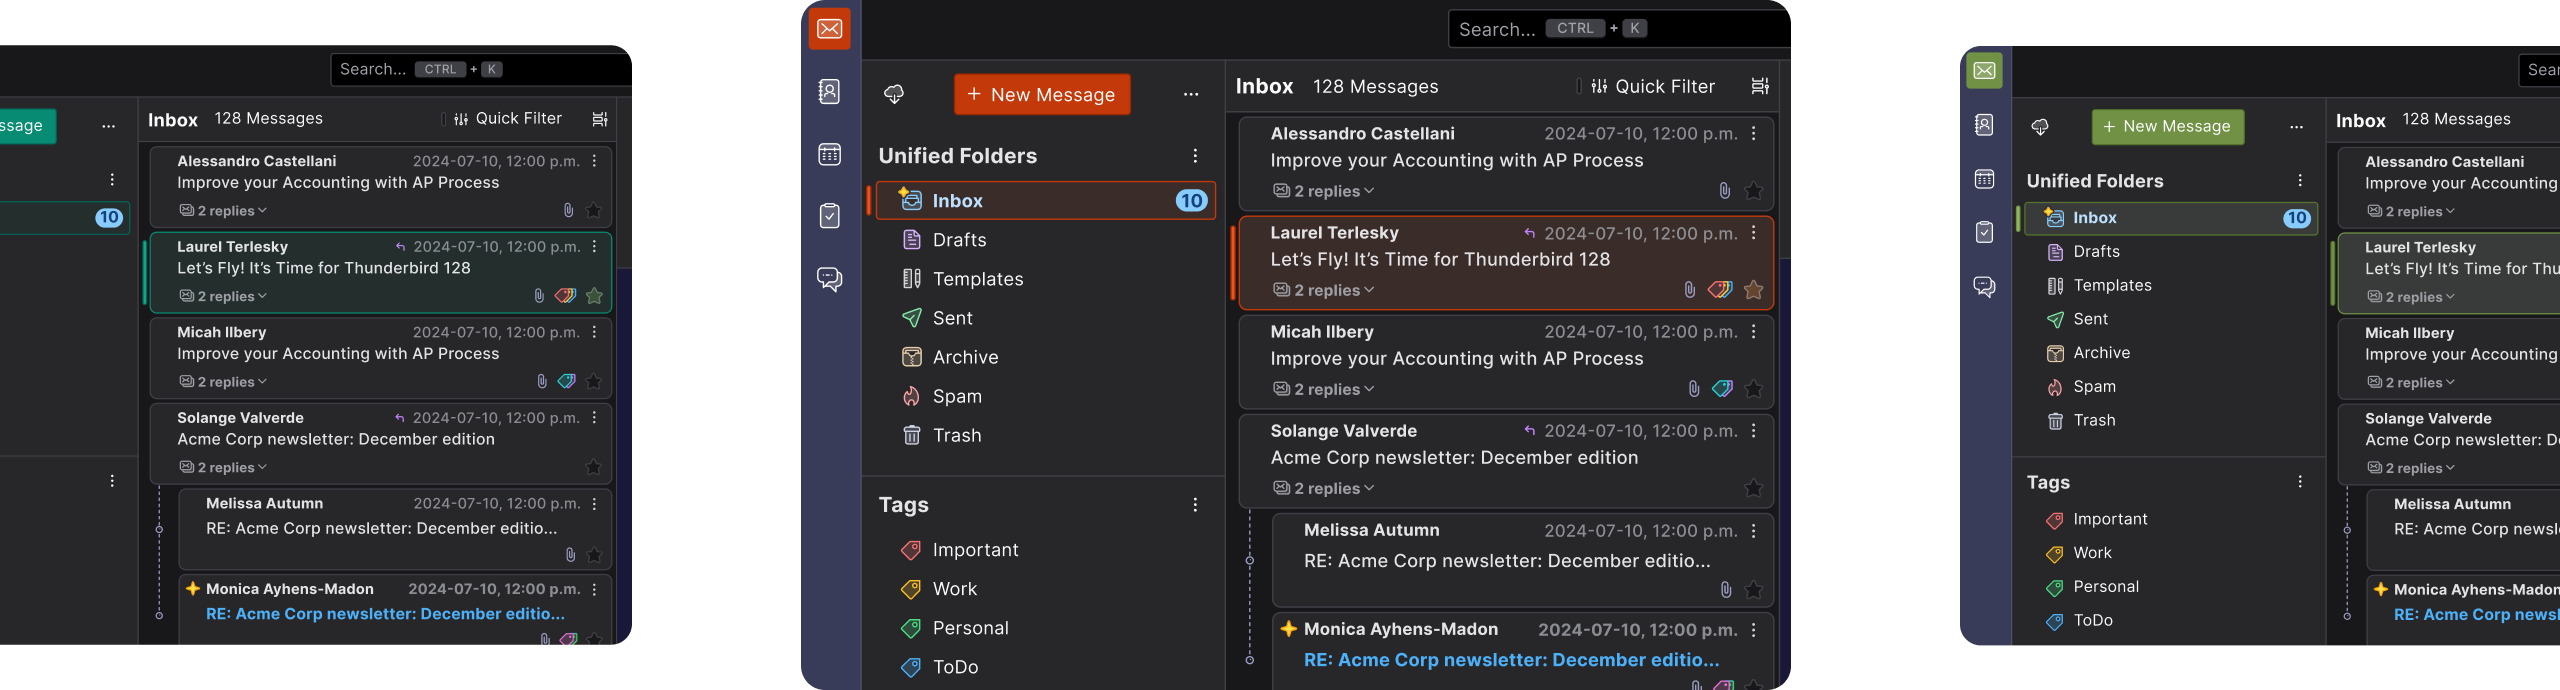 Search... CTRL + K
ssage
Inbox 128 Messages Quick Filter
10
Alessandro Castellani 2024-07-10, 12:00 p.m.
Improve your Accounting with AP Process
2 replies
Laurel Terlesky 2024-07-10, 12:00 p.m.
Let's Fly! It's Time for Thunderbird 128
2 replies
Micah Ilbery 2024-07-10, 12:00 p.m.
Improve your Accounting with AP Process
2 replies
Solange Valverde 2024-07-10, 12:00 p.m.
Acme Corp newsletter: December edition
2 replies
Melissa Autumn 2024-07-10, 12:00 p.m.
RE: Acme Corp newsletter: December editio...
Monica Ayhens-Madon 2024-07-10, 12:00 p.m.
RE: Acme Corp newsletter: December editio...
Search... CTRL + K
+ New Message
Unified Folders
Inbox 10
Drafts
Templates
Sent
Archive
Spam
Trash
Tags
Important
Work
Personal
ToDo
Inbox 128 Messages Quick Filter
Alessandro Castellani 2024-07-10, 12:00 p.m.
Improve your Accounting with AP Process
2 replies
Laurel Terlesky 2024-07-10, 12:00 p.m.
Let's Fly! It's Time for Thunderbird 128
2 replies
Micah Ilbery 2024-07-10, 12:00 p.m.
Improve your Accounting with AP Process
2 replies
Solange Valverde 2024-07-10, 12:00 p.m.
Acme Corp newsletter: December edition
2 replies
Melissa Autumn 2024-07-10, 12:00 p.m.
RE: Acme Corp newsletter: December editio...
Monica Ayhens-Madon 2024-07-10, 12:00 p.m.
RE: Acme Corp newsletter: December editio...
Sear
+ New Message
Unified Folders
Inbox 10
Drafts
Templates
Sent
Archive
Spam
Trash
Tags
Important
Work
Personal
ToDo
Inbox 128 Messages
Alessandro Castellani
Improve your Accounting
2 replies
Laurel Terlesky
Let's Fly! It's Time for Thu
2 replies
Micah Ilbery
Improve your Accounting
2 replies
Solange Valverde
Acme Corp newsletter: D
2 replies
Melissa Autumn
RE: Acme Corp newsl
Monica Ayhens-Madon
RE: Acme Corp newsl